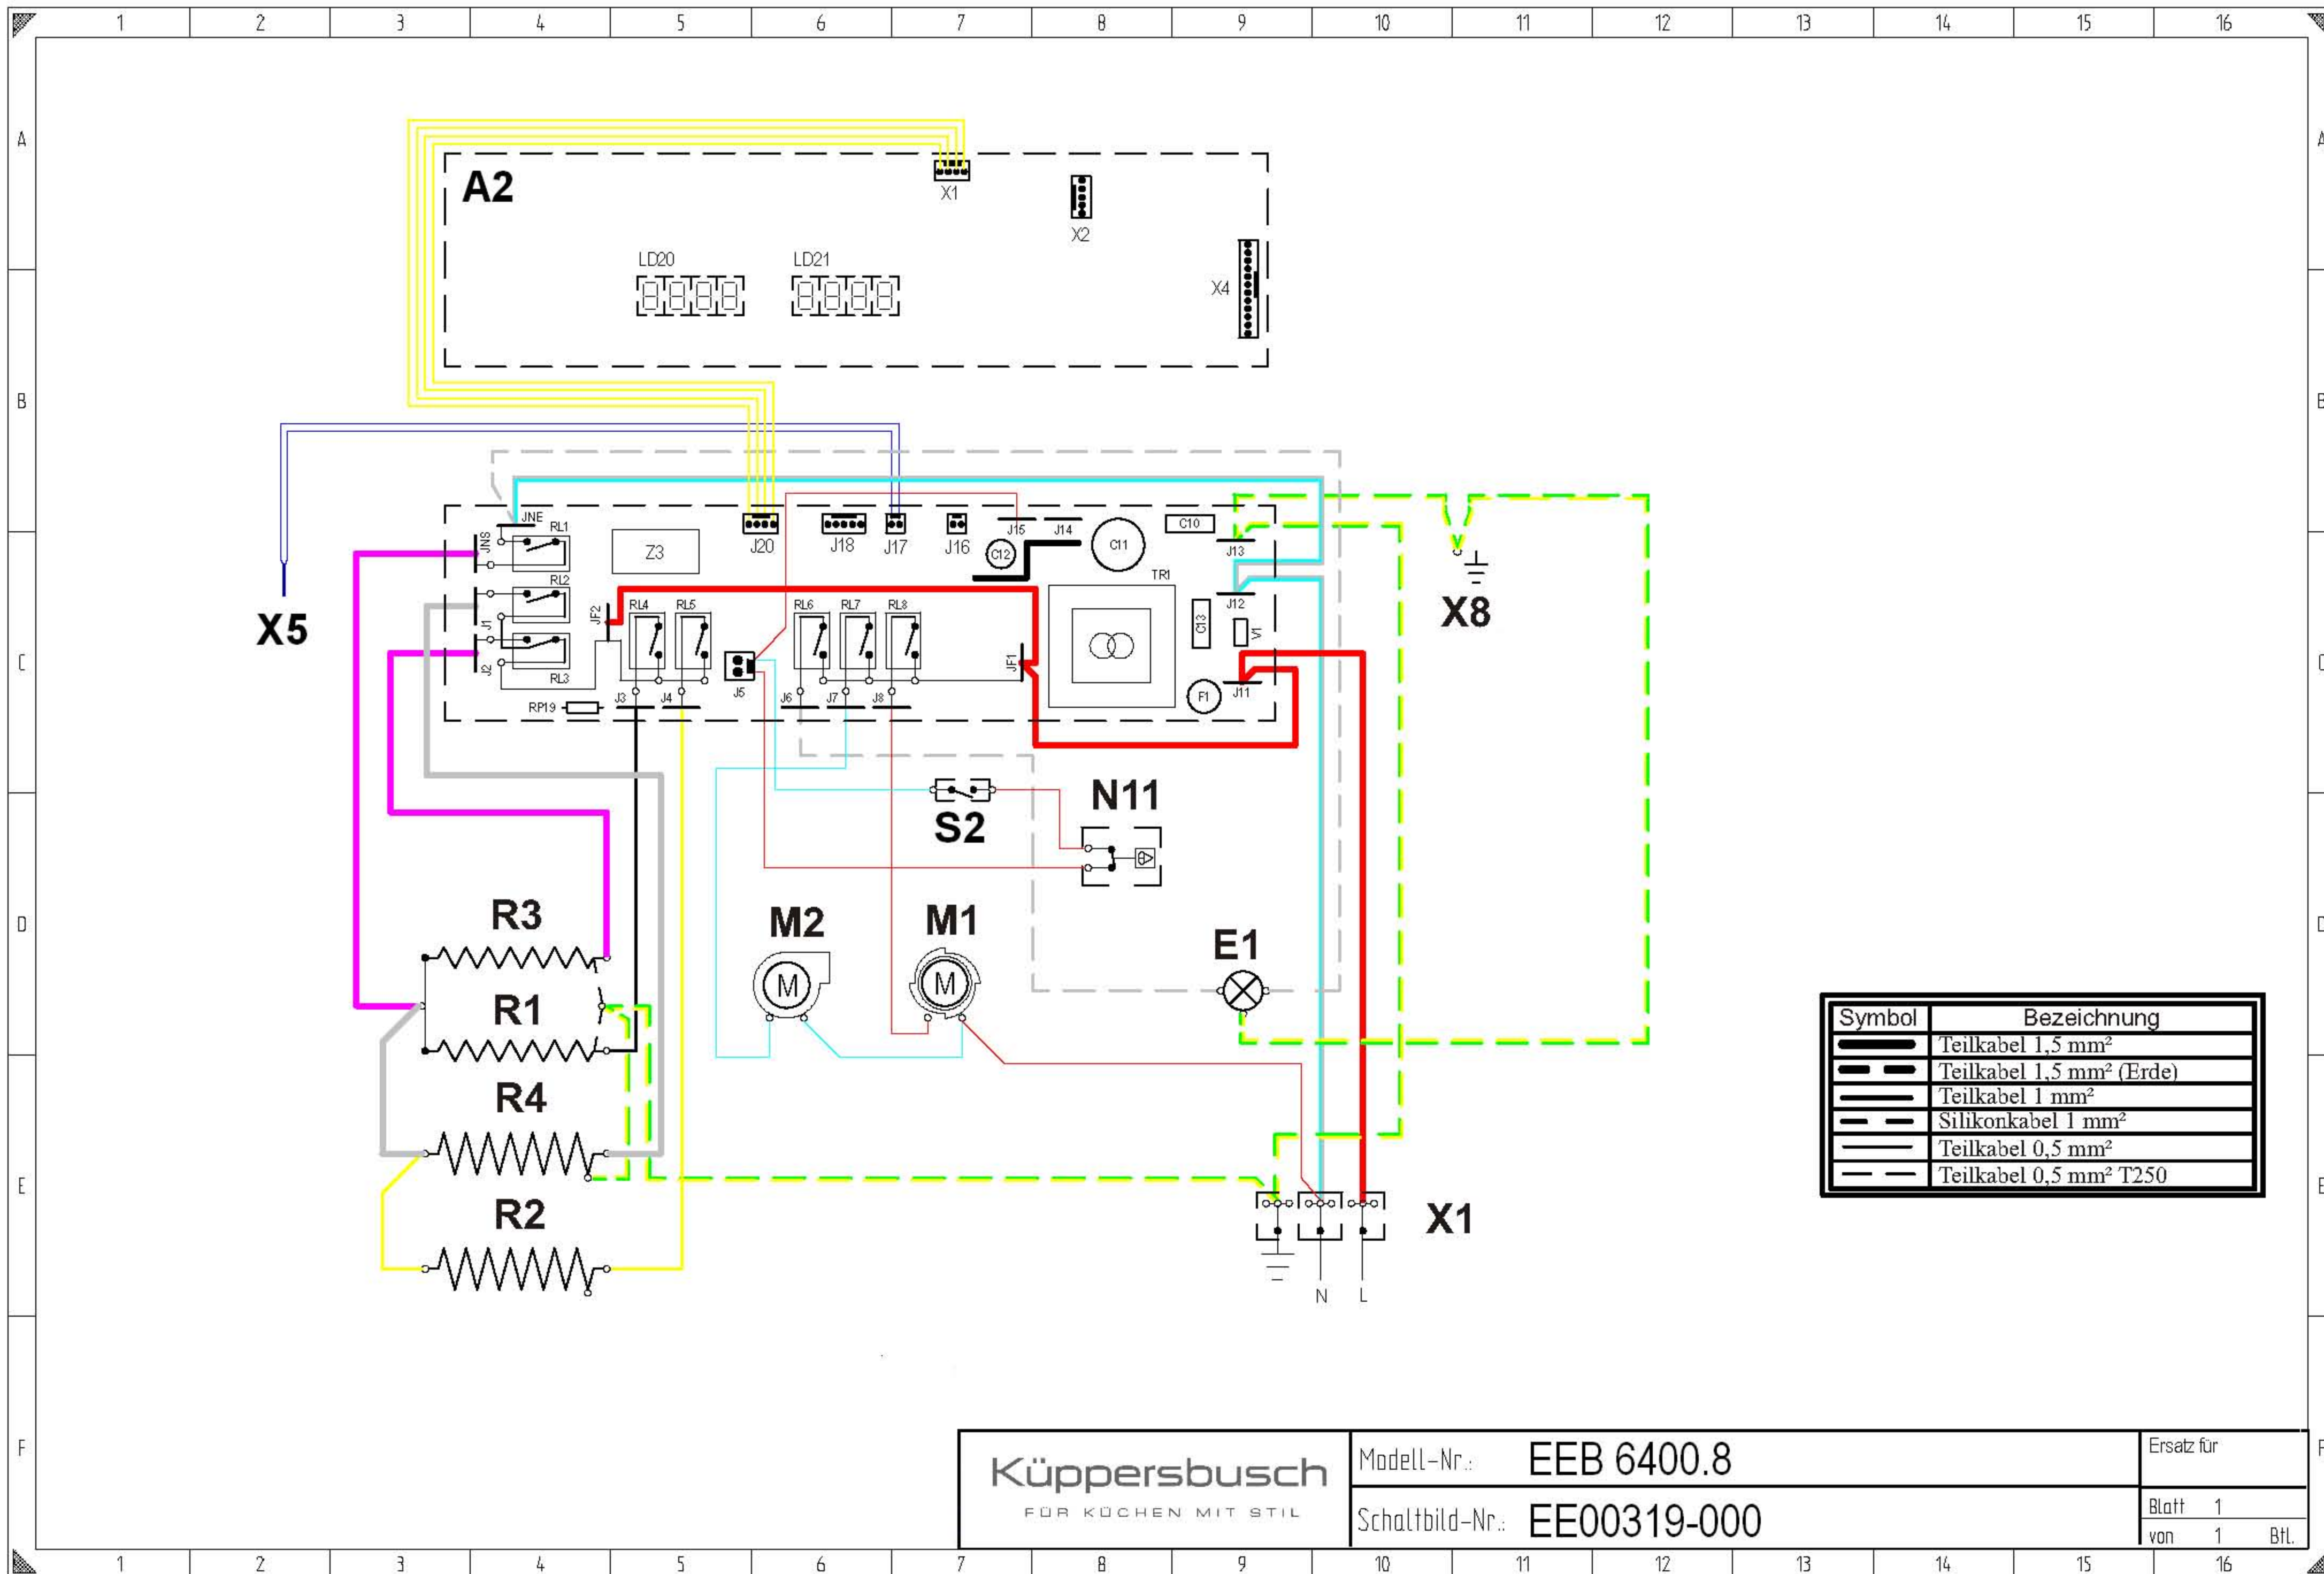 1 2 3 4 5 6 7 8 9 10 11 12 13 14 15 16
A A
A2
X1
X2
LD20 LD21
X4
B B
JNE
RL1
JNS
Z3
J20 J18 J17 J16
J15 J14
C12 C11
C10
J13
TR1
RL2
J1
JF2
RL4 RL5 RL6 RL7 RL8
C13
J12
V1
X8
X5
C C
J2
RL3
JF1
J5
RP19
J3 J4 J6 J7 J8
F1
J11
N11
S2
R3
M2 M1
E1
D D
M M
R1
Symbol Bezeichnung
Teilkabel 1,5 mm²
Teilkabel 1,5 mm² (Erde)
Teilkabel 1 mm²
Silikonkabel 1 mm²
Teilkabel 0,5 mm²
Teilkabel 0,5 mm² T250
R4
E E
R2
X1
N L
F F
Küppersbusch
FÜR KÜCHEN MIT STIL
Modell-Nr.: EEB 6400.8
Schaltbild-Nr.: EE00319-000
Ersatz für
Blatt 1
von 1 Btl.
1 2 3 4 5 6 7 8 9 10 11 12 13 14 15 16